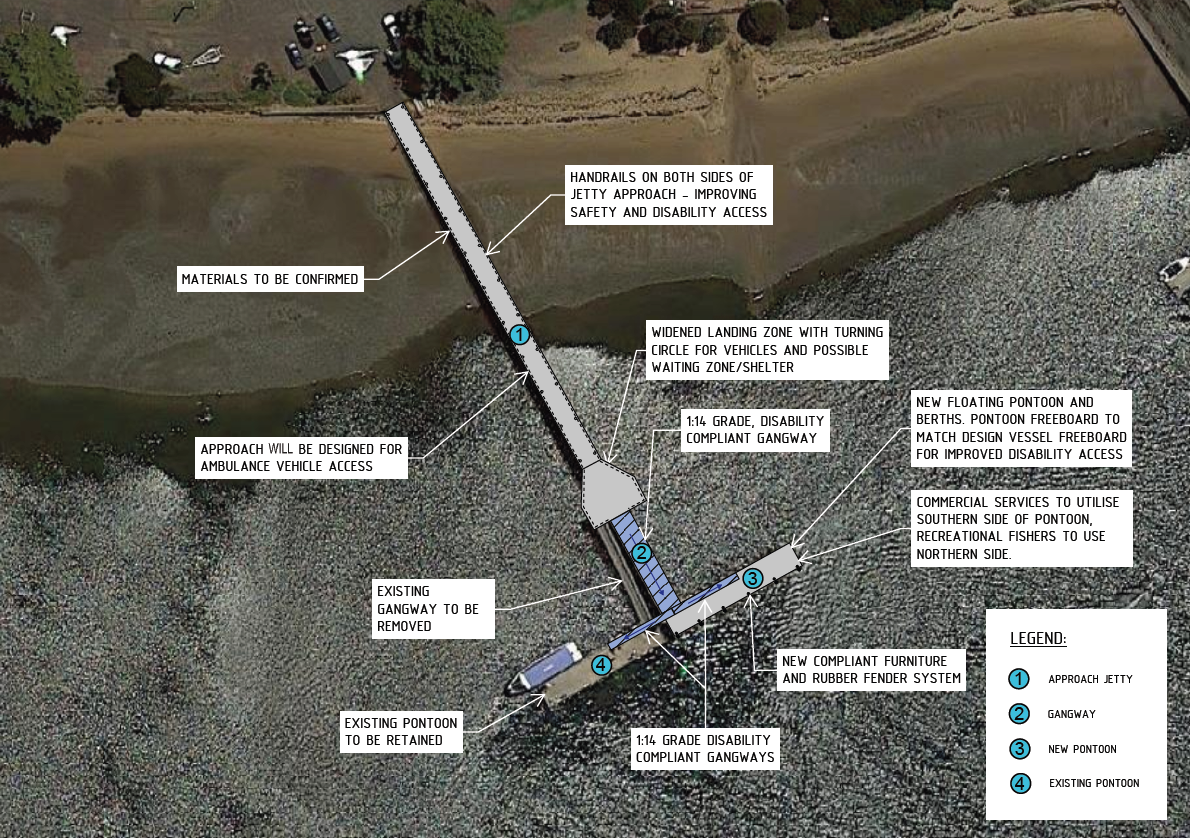 HANDRAILS ON BOTH SIDES OF
JETTY APPROACH - IMPROVING
SAFETY AND DISABILITY ACCESS
MATERIALS TO BE CONFIRMED
1
WIDENED LANDING ZONE WITH TURNING
CIRCLE FOR VEHICLES AND POSSIBLE
WAITING ZONE/SHELTER
NEW FLOATING PONTOON AND
BERTHS. PONTOON FREEBOARD TO
MATCH DESIGN VESSEL FREEBOARD
FOR IMPROVED DISABILITY ACCESS
1:14 GRADE, DISABILITY
COMPLIANT GANGWAY
APPROACH WILL BE DESIGNED FOR
AMBULANCE VEHICLE ACCESS
COMMERCIAL SERVICES TO UTILISE
SOUTHERN SIDE OF PONTOON,
RECREATIONAL FISHERS TO USE
NORTHERN SIDE.
2
3
EXISTING
GANGWAY TO BE
REMOVED
4
NEW COMPLIANT FURNITURE
AND RUBBER FENDER SYSTEM
EXISTING PONTOON
TO BE RETAINED
1:14 GRADE DISABILITY
COMPLIANT GANGWAYS
LEGEND:
1 APPROACH JETTY
2 GANGWAY
3 NEW PONTOON
4 EXISTING PONTOON